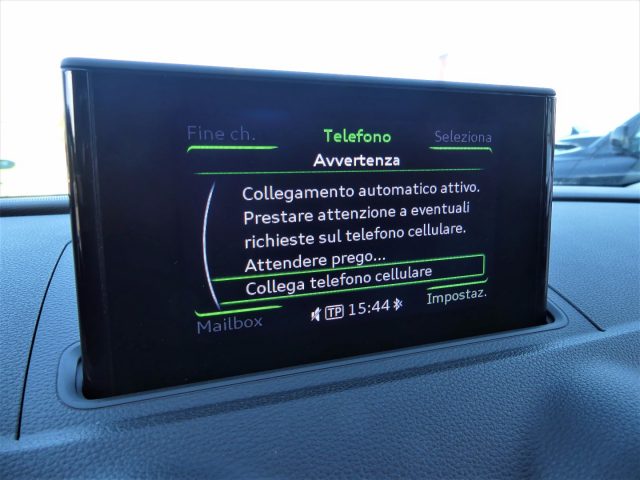 Fine ch. Telefono Seleziona
Avvertenza
Collegamento automatico attivo.
Prestare attenzione a eventuali
richieste sul telefono cellulare.
Attendere prego...
Collega telefono cellulare
Mailbox TP 15:44 Impostaz.